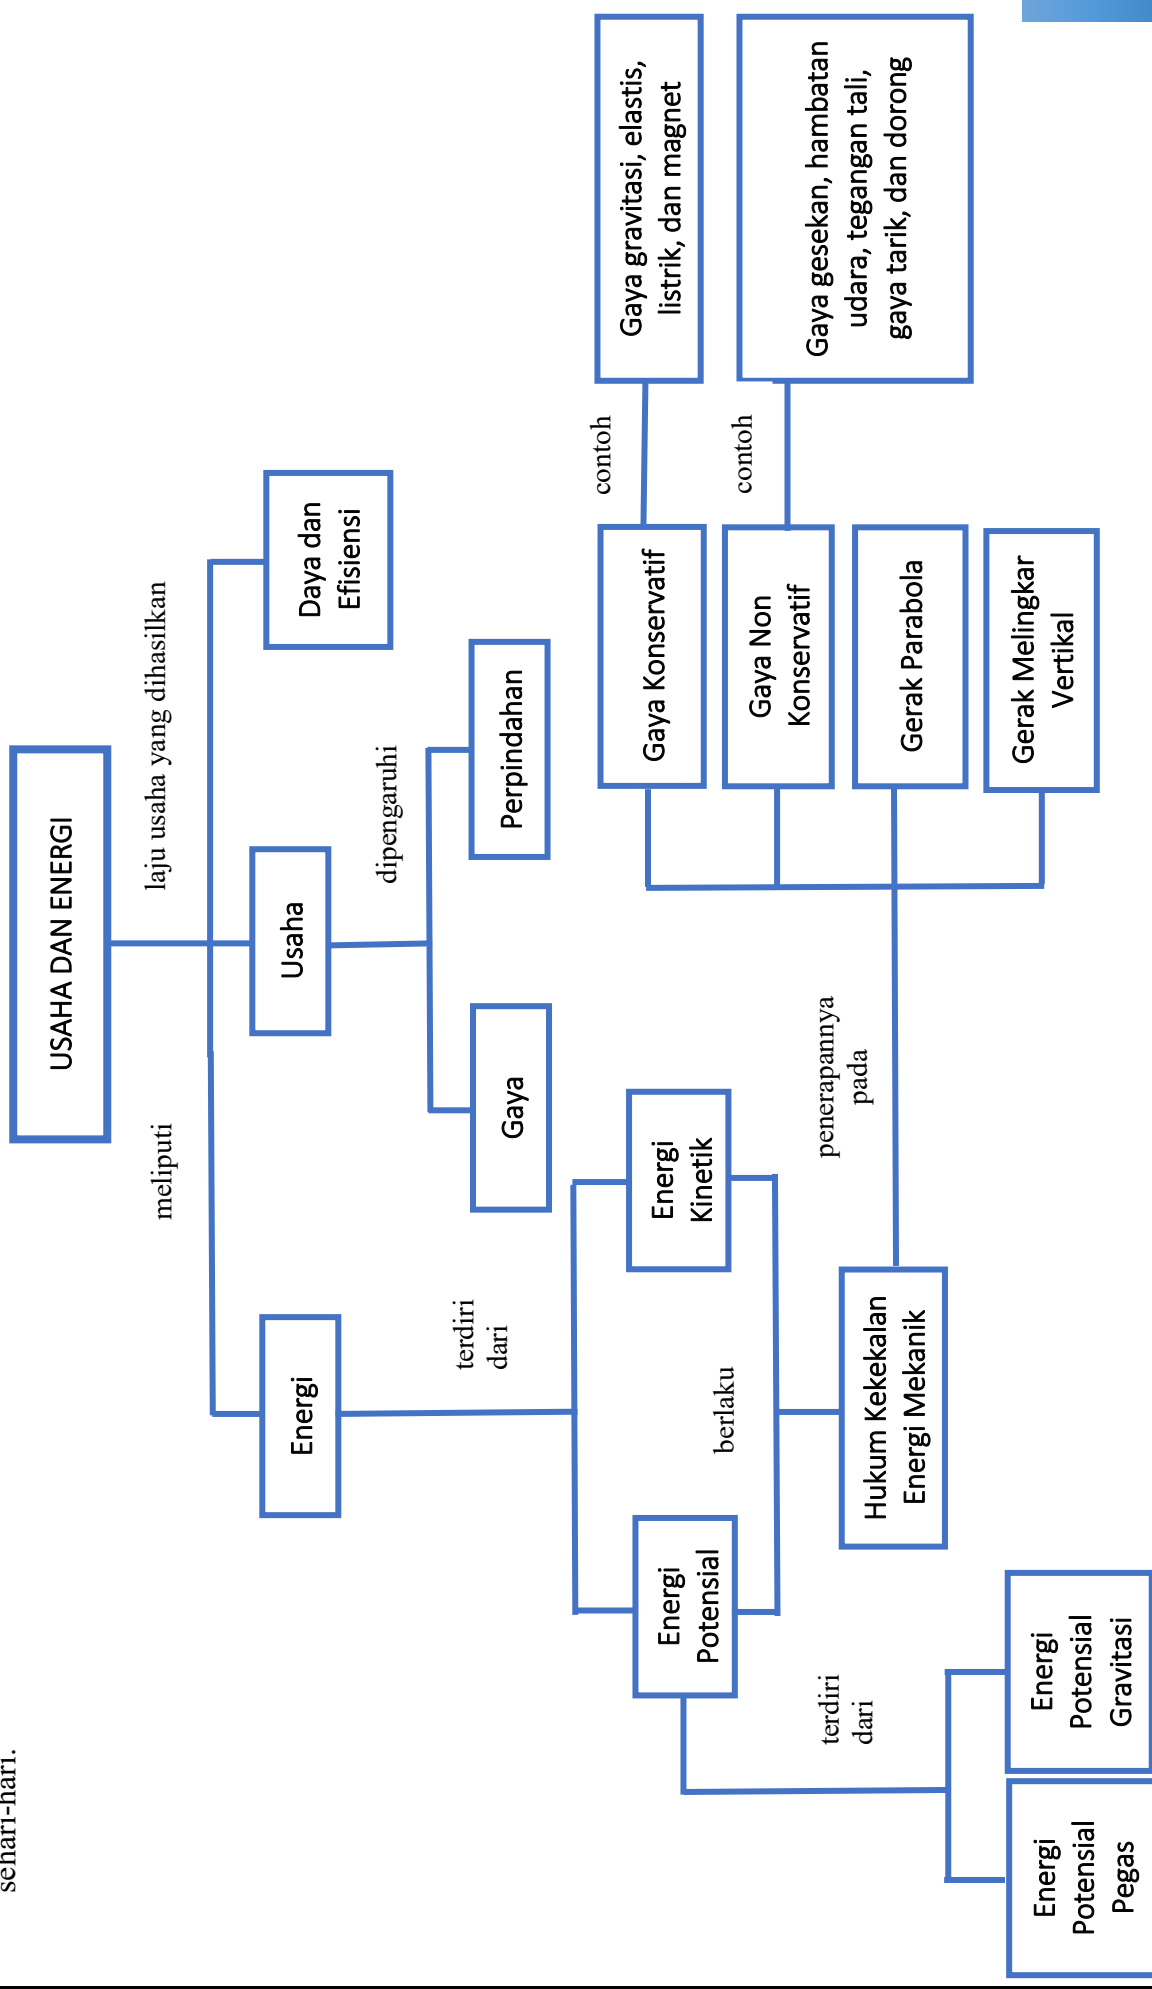 sehari-hari.
USAHA DAN ENERGI
meliputi
laju usaha yang dihasilkan
Energi
Usaha
Daya dan
Efisiensi
dipengaruhi
terdiri
dari
Gaya
Perpindahan
Energi
Potensial
Energi
Kinetik
berlaku
Gaya Konservatif
contoh
Gaya gravitasi, elastis,
listrik, dan magnet
Gaya Non
Konservatif
contoh
Gaya gesekan, hambatan
udara, tegangan tali,
gaya tarik, dan dorong
terdiri
dari
Hukum Kekekalan
Energi Mekanik
penerapannya
pada
Gerak Parabola
Gerak Melingkar
Vertikal
Energi
Potensial
Pegas
Energi
Potensial
Gravitasi